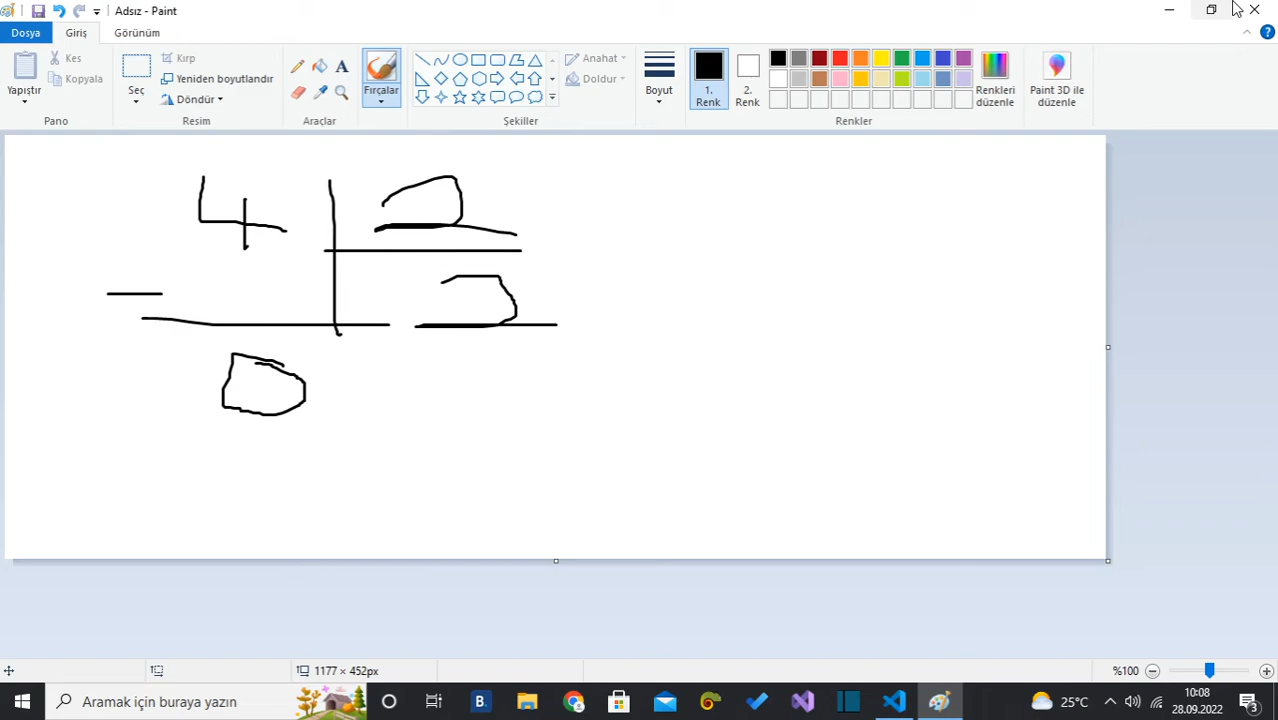 Adsız - Paint
Dosya Giriş Görünüm
Yapıştır Kes Kopyala
Pano
Seç Kırp Yeniden boyutlandır Döndür
Resim
A
Fırçalar
Araçlar
Anahat Doldur
Şekiller
Boyut
1. Renk
2. Renk
Renkleri düzenle
Renkler
Paint 3D ile düzenle
4 2
2
0
1177 × 452px
%100
Aramak için buraya yazın
B.
25°C
10:08
28.09.2022
3